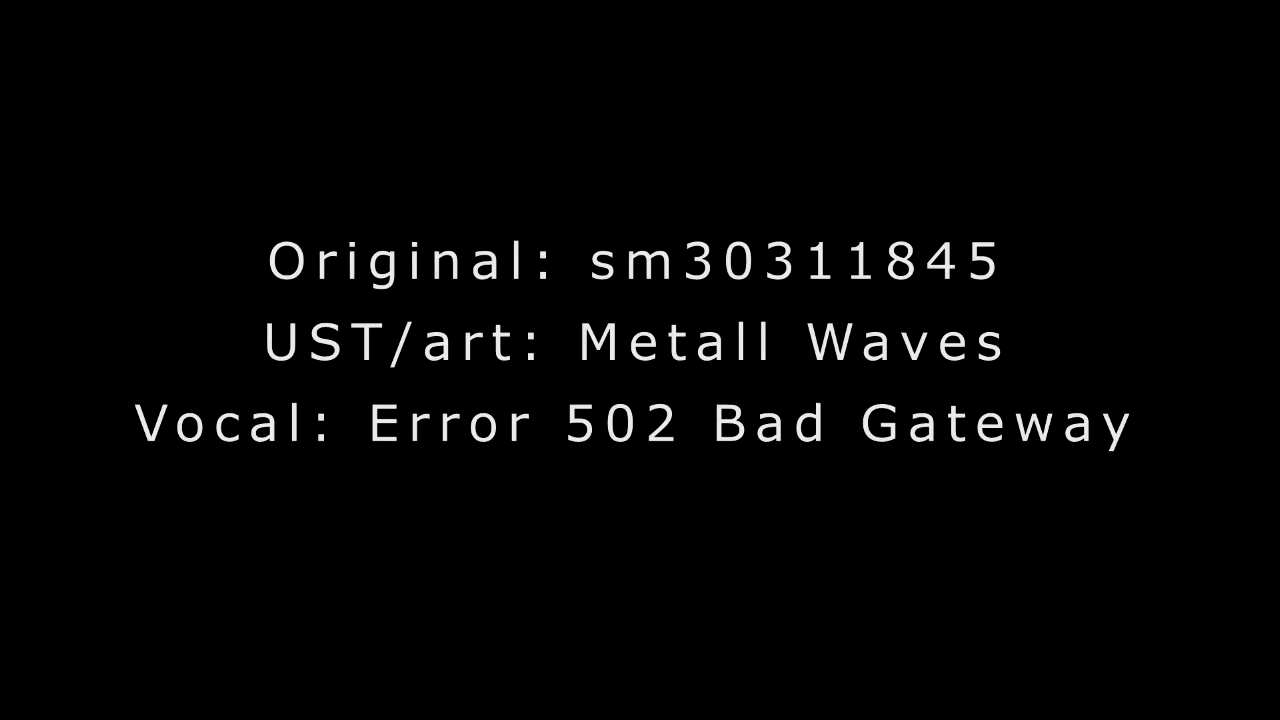 Original: sm30311845
UST/art: Metall Waves
Vocal: Error 502 Bad Gateway